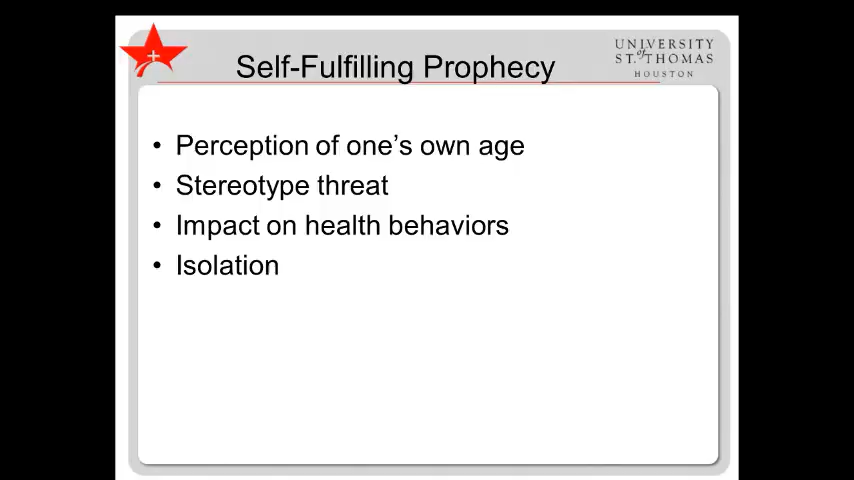 Self-Fulfilling Prophecy
UNIVERSITY
of
ST. THOMAS
HOUSTON
• Perception of one's own age
• Stereotype threat
• Impact on health behaviors
• Isolation